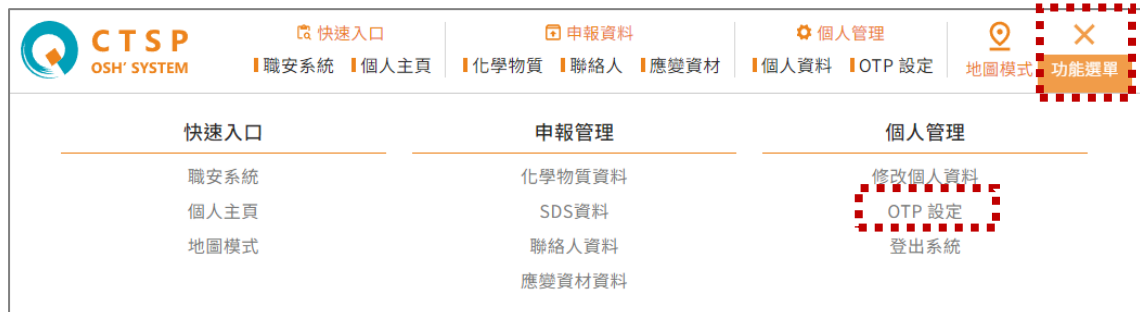 CTSP
OSH' SYSTEM
快速入口
職安系統 個人主頁
申報資料
化學物質 聯絡人 應變資材
個人管理
個人資料 OTP 設定
地圖模式
功能選單
快速入口
職安系統
個人主頁
地圖模式
申報管理
化學物質資料
SDS資料
聯絡人資料
應變資材資料
個人管理
修改個人資料
OTP 設定
登出系統